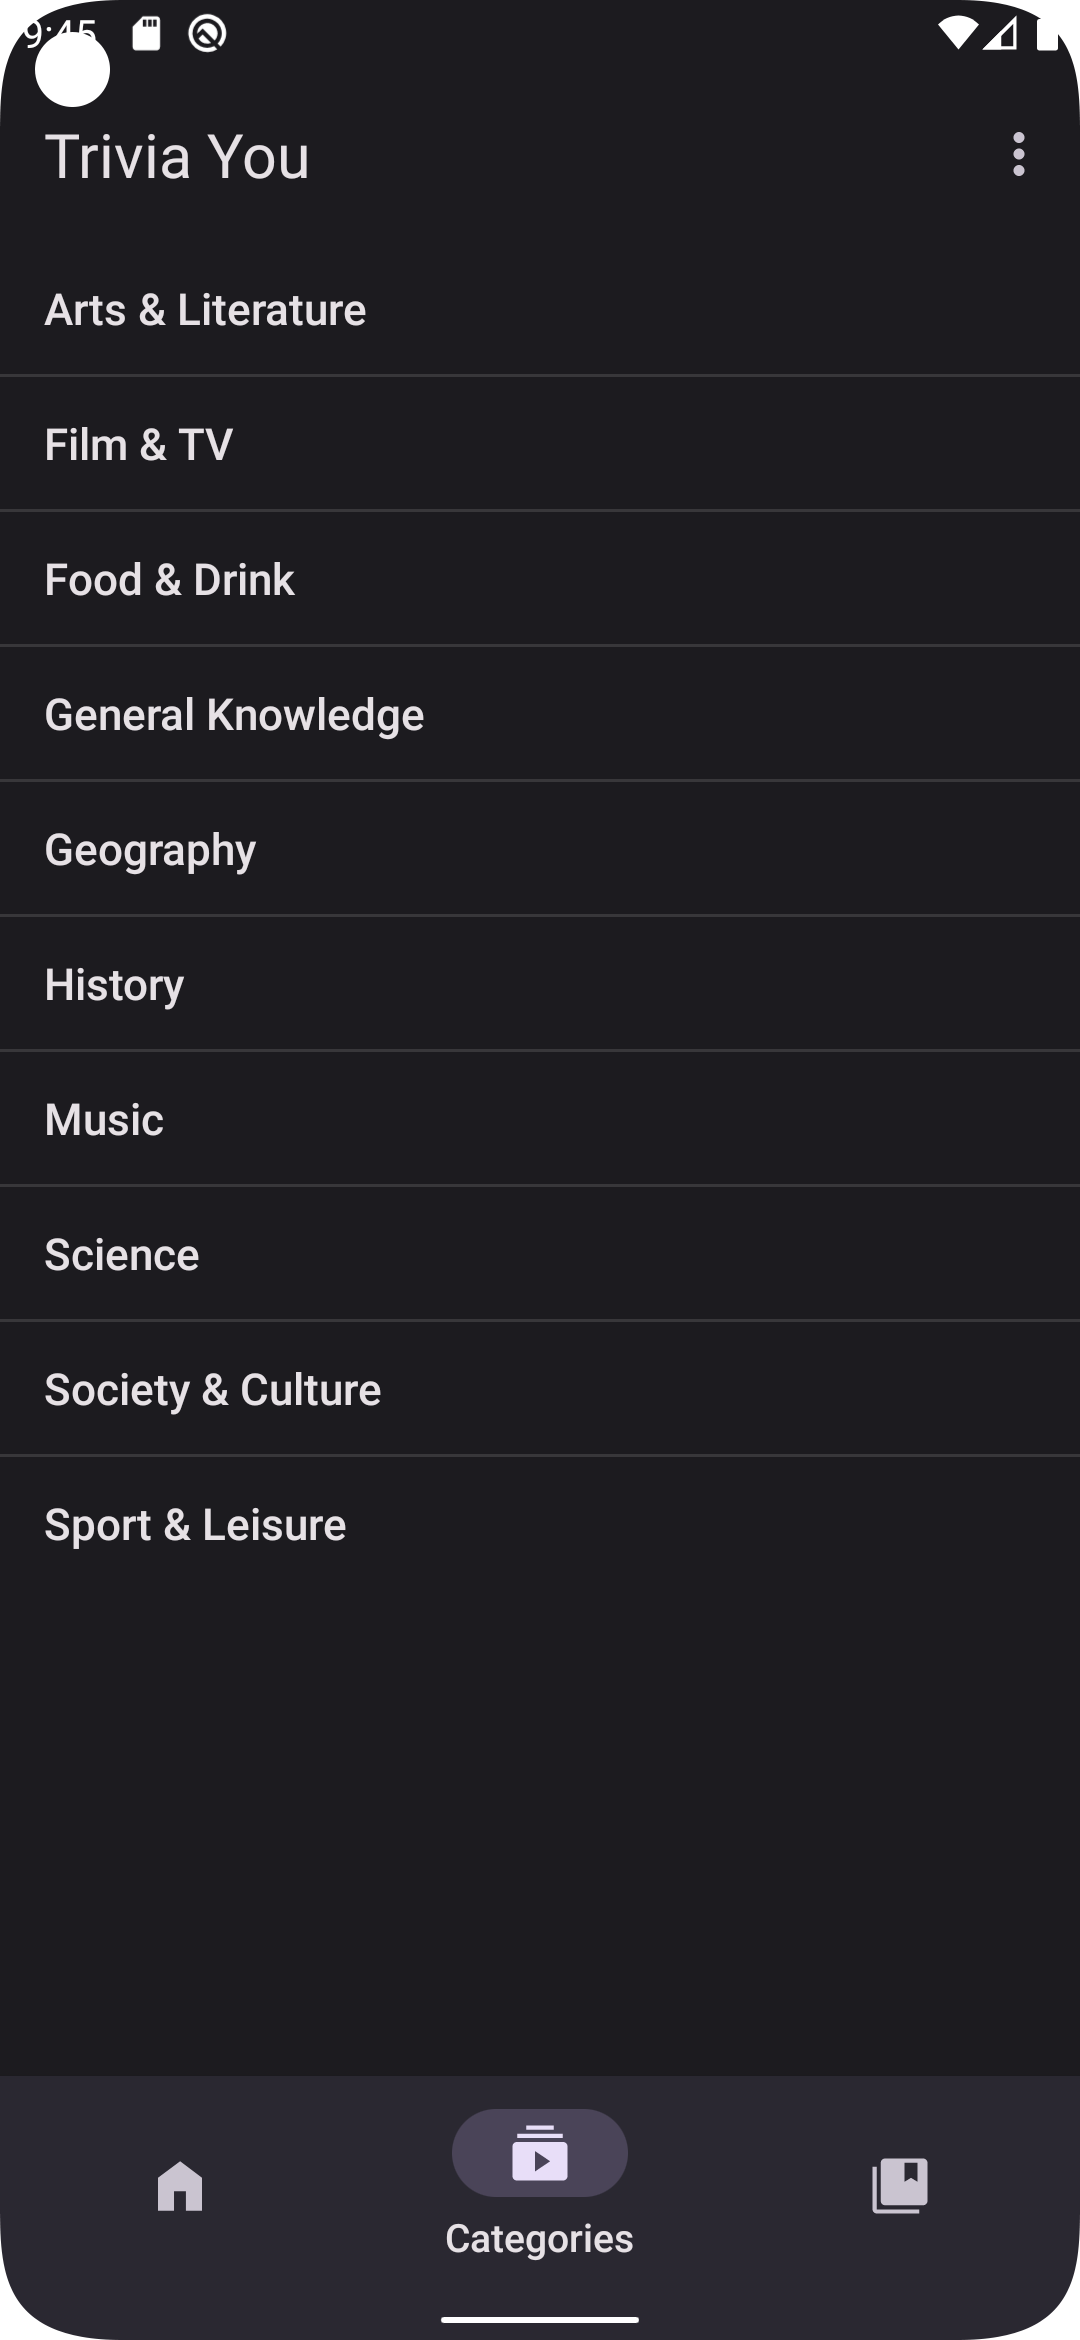 9:45
Trivia You
Arts & Literature
Film & TV
Food & Drink
General Knowledge
Geography
History
Music
Science
Society & Culture
Sport & Leisure
Categories